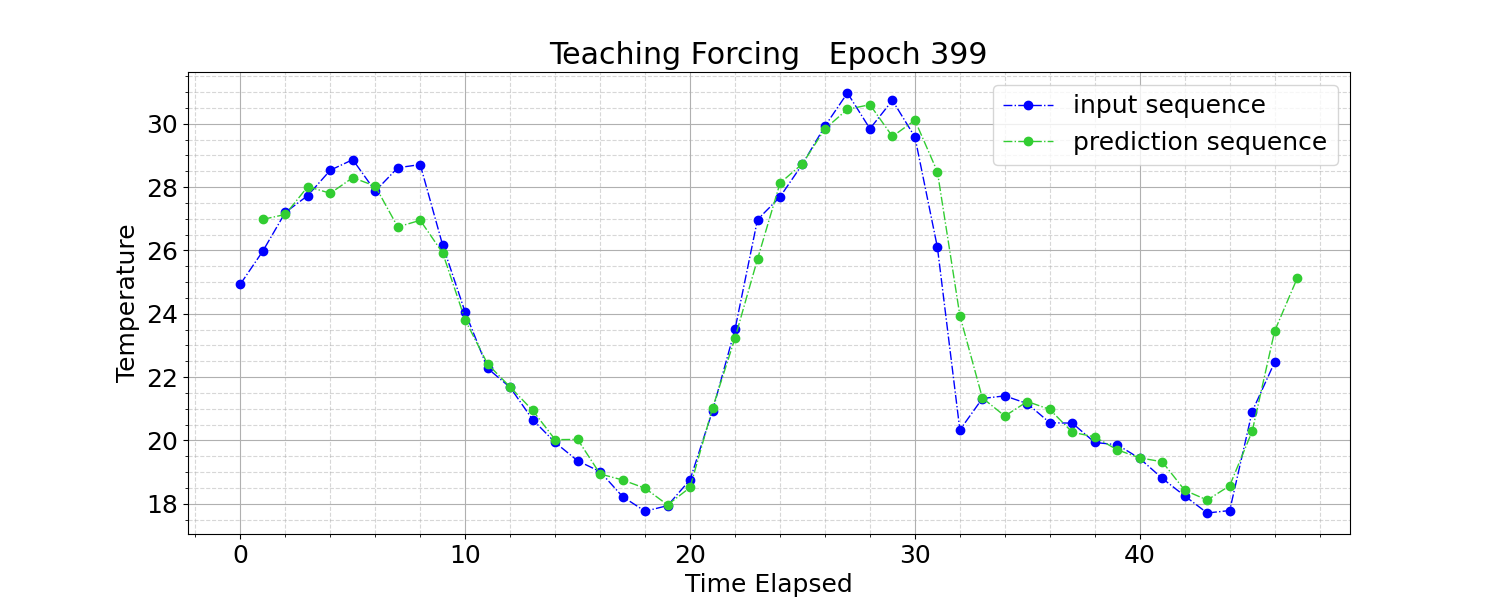 Teaching Forcing   Epoch 399
input sequence
prediction sequence
Temperature
30
28
26
24
22
20
18
0 10 20 30 40
Time Elapsed